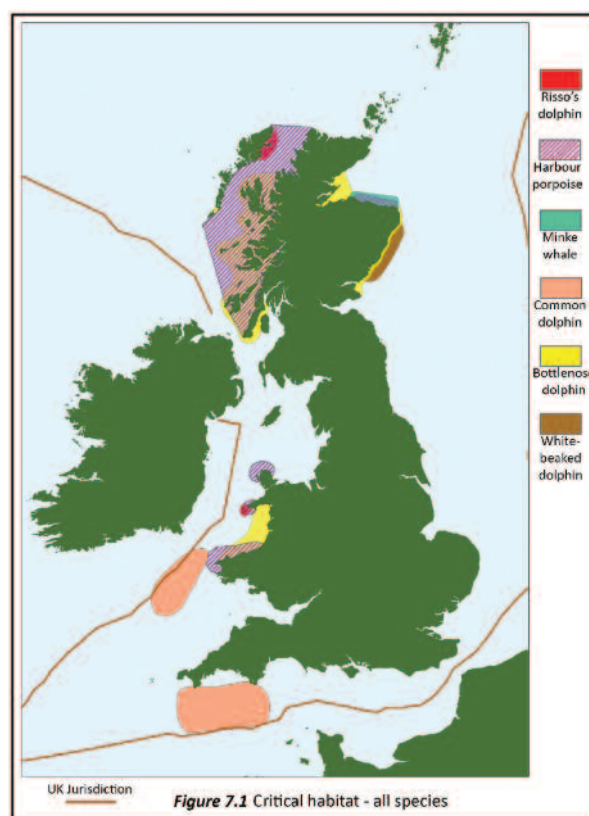 Risso's
dolphin
Harbour
porpoise
Minke
whale
Common
dolphin
Bottlenose
dolphin
White-
beaked
dolphin
UK Jurisdiction
Figure 7.1 Critical habitat - all species